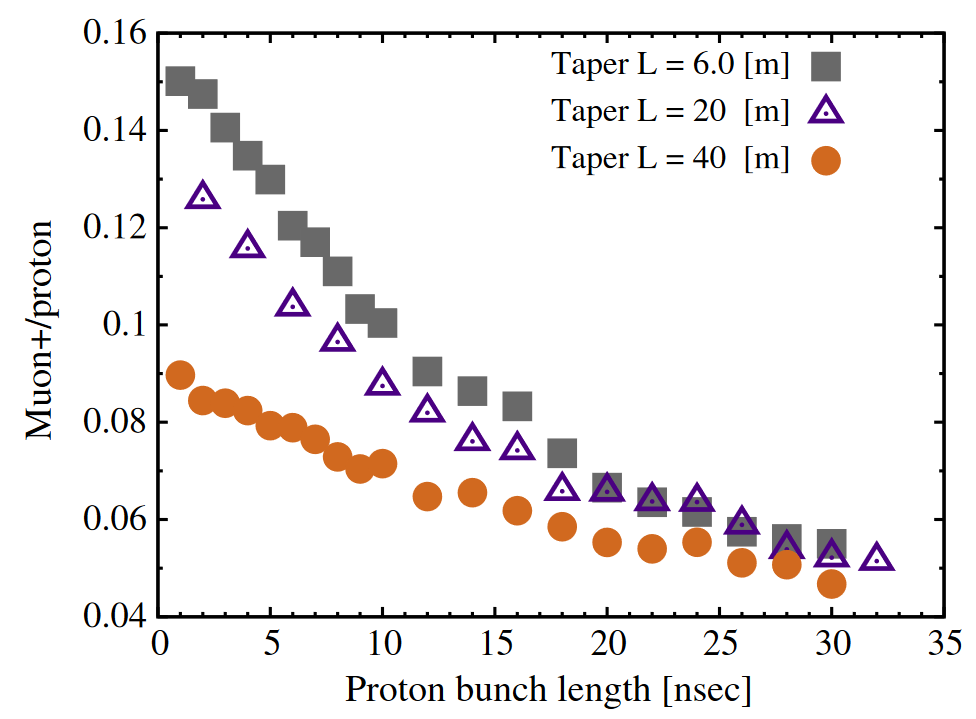 0.16
0.14
0.12
0.1
0.08
0.06
0.04
Muon+/proton
Taper L = 6.0 [m]
Taper L = 20 [m]
Taper L = 40 [m]
0 5 10 15 20 25 30 35
Proton bunch length [nsec]